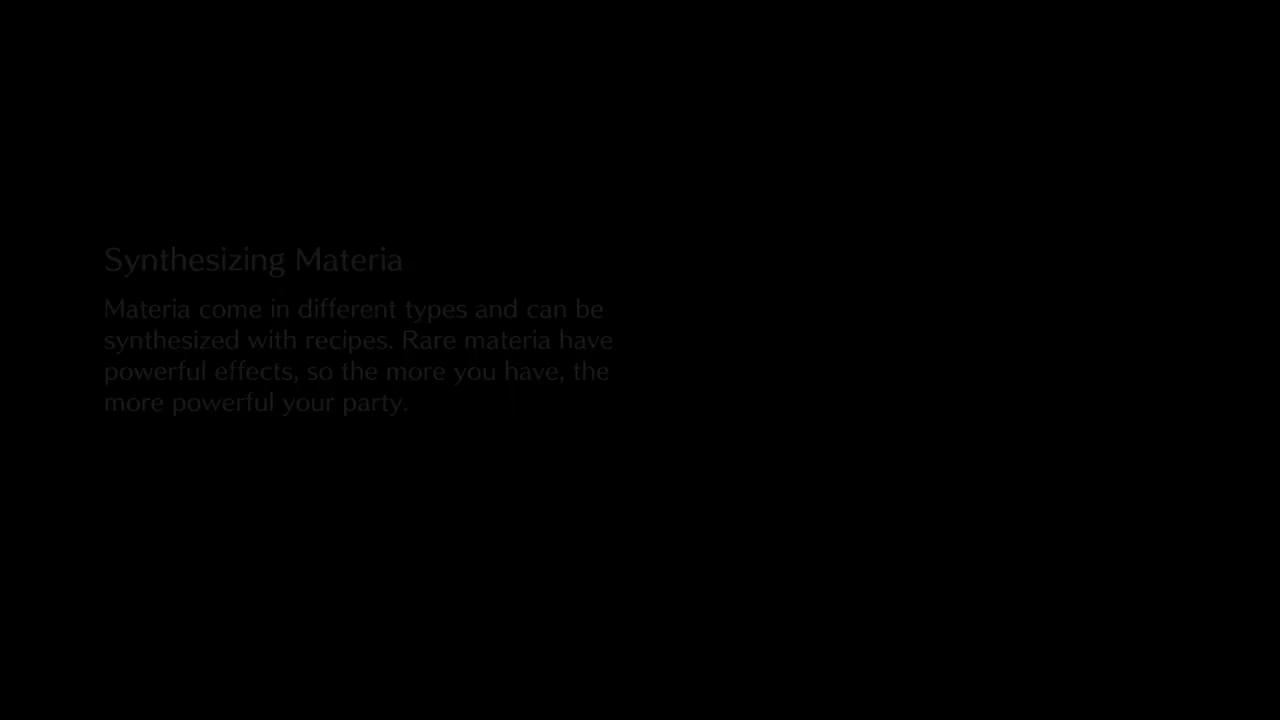 Synthesizing Materia
Materia come in different types and can be
synthesized with recipes. Rare materia have
powerful effects, so the more you have, the
more powerful your party.